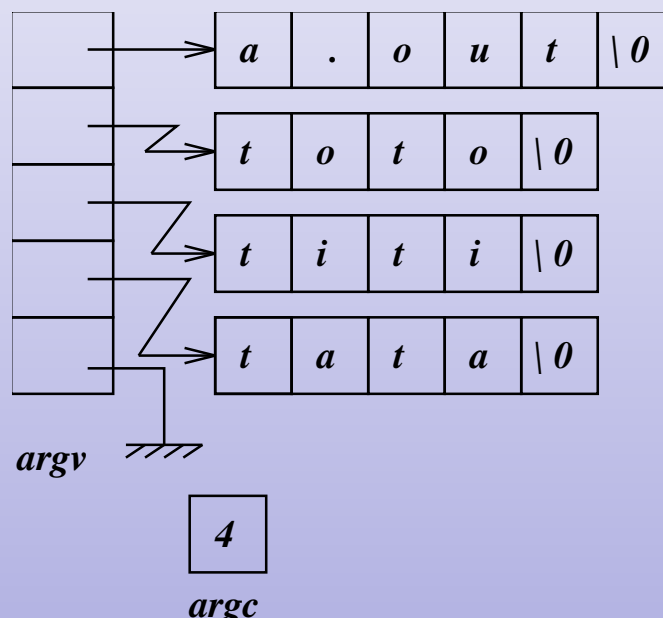 a . o u t \0
t o t o \0
t i t i \0
t a t a \0
argv
4
argc